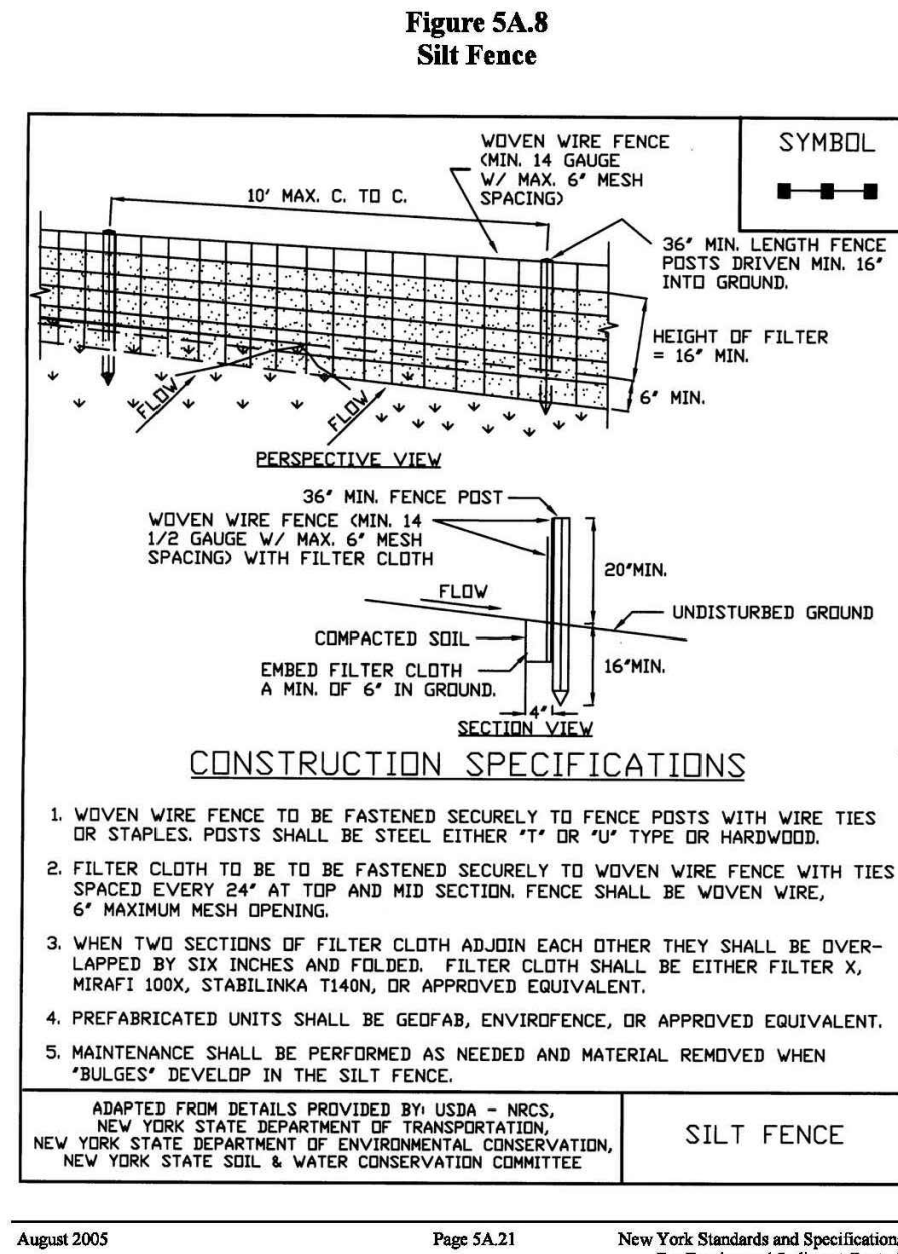 Figure 5A.8
Silt Fence
WOVEN WIRE FENCE
(MIN. 14 GAUGE
W/ MAX. 6" MESH
SPACING)
SYMBOL
10' MAX. C. TO C.
36" MIN. LENGTH FENCE
POSTS DRIVEN MIN. 16"
INTO GROUND.
HEIGHT OF FILTER
= 16" MIN.
6" MIN.
FLOW
FLOW
PERSPECTIVE VIEW
36" MIN. FENCE POST
WOVEN WIRE FENCE (MIN. 14
1/2 GAUGE W/ MAX. 6" MESH
SPACING) WITH FILTER CLOTH
20"MIN.
FLOW
UNDISTURBED GROUND
COMPACTED SOIL
EMBED FILTER CLOTH
A MIN. OF 6" IN GROUND.
16"MIN.
4"
SECTION VIEW
CONSTRUCTION SPECIFICATIONS
1. WOVEN WIRE FENCE TO BE FASTENED SECURELY TO FENCE POSTS WITH WIRE TIES
OR STAPLES. POSTS SHALL BE STEEL EITHER "T" OR "U" TYPE OR HARDWOOD.
2. FILTER CLOTH TO BE TO BE FASTENED SECURELY TO WOVEN WIRE FENCE WITH TIES
SPACED EVERY 24" AT TOP AND MID SECTION. FENCE SHALL BE WOVEN WIRE,
6" MAXIMUM MESH OPENING.
3. WHEN TWO SECTIONS OF FILTER CLOTH ADJOIN EACH OTHER THEY SHALL BE OVER-
LAPPED BY SIX INCHES AND FOLDED. FILTER CLOTH SHALL BE EITHER FILTER X,
MIRAFI 100X, STABILINKA T140N, OR APPROVED EQUIVALENT.
4. PREFABRICATED UNITS SHALL BE GEOFAB, ENVIROFENCE, OR APPROVED EQUIVALENT.
5. MAINTENANCE SHALL BE PERFORMED AS NEEDED AND MATERIAL REMOVED WHEN
"BULGES" DEVELOP IN THE SILT FENCE.
ADAPTED FROM DETAILS PROVIDED BY: USDA - NRCS,
NEW YORK STATE DEPARTMENT OF TRANSPORTATION,
NEW YORK STATE DEPARTMENT OF ENVIRONMENTAL CONSERVATION,
NEW YORK STATE SOIL & WATER CONSERVATION COMMITTEE
SILT FENCE
August 2005
Page 5A.21
New York Standards and Specification